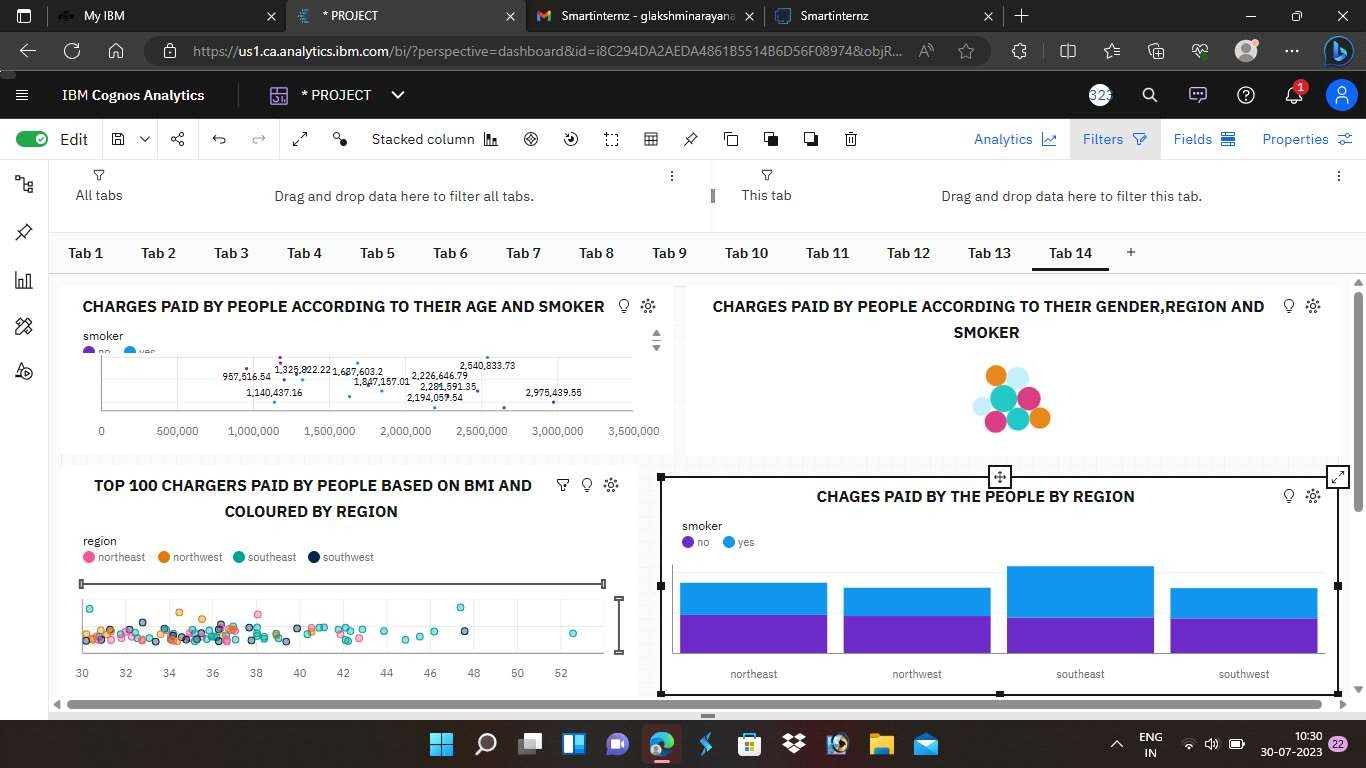 My IBM
* PROJECT
Smartinternz - glakshminarayana
Smartinternz
https://us1.ca.analytics.ibm.com/bi/?perspective=dashboard&id=i8C294DA2AEDA4861B5514B6D56F08974&objR...
IBM Cognos Analytics
* PROJECT
323
1
Edit
Stacked column
Analytics
Filters
Fields
Properties
All tabs
Drag and drop data here to filter all tabs.
This tab
Drag and drop data here to filter this tab.
Tab 1
Tab 2
Tab 3
Tab 4
Tab 5
Tab 6
Tab 7
Tab 8
Tab 9
Tab 10
Tab 11
Tab 12
Tab 13
Tab 14
CHARGES PAID BY PEOPLE ACCORDING TO THEIR AGE AND SMOKER
smoker
no yes
2,540,833.73
957,516.54
1,325,822.22
1,687,603.2
2,226,646.79
1,847,157.01
2,281,591.35
1,140,437.16
2,194,057.54
2,975,439.55
0 500,000 1,000,000 1,500,000 2,000,000 2,500,000 3,000,000 3,500,000
CHARGES PAID BY PEOPLE ACCORDING TO THEIR GENDER,REGION AND
SMOKER
TOP 100 CHARGERS PAID BY PEOPLE BASED ON BMI AND
COLOURED BY REGION
region
northeast northwest southeast southwest
30 32 34 36 38 40 42 44 46 48 50 52
CHAGES PAID BY THE PEOPLE BY REGION
smoker
no yes
northeast northwest southeast southwest
ENG
IN
10:30
30-07-2023
22